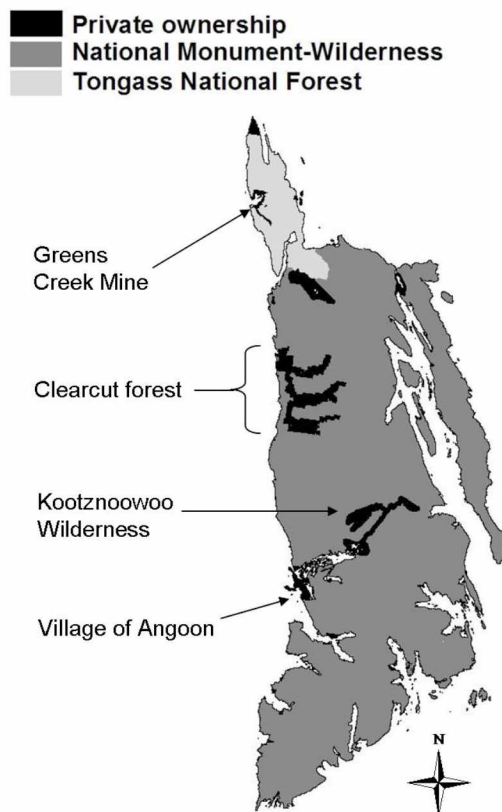 Private ownership
National Monument-Wilderness
Tongass National Forest
Greens
Creek Mine
Clearcut forest
Kootznoowoo
Wilderness
Village of Angoon
N